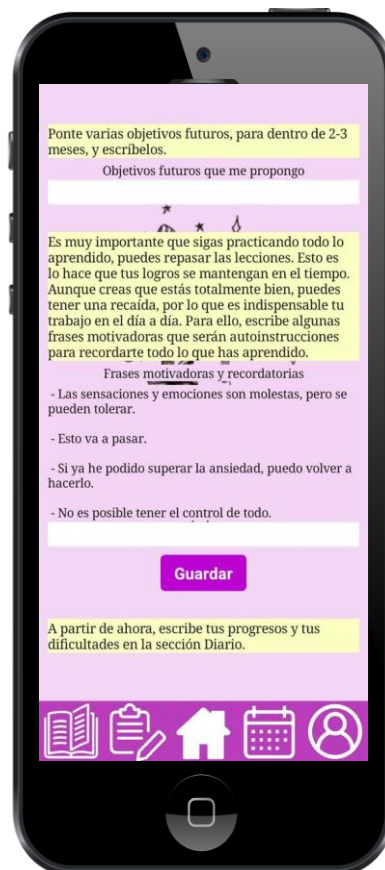 Ponte varias objetivos futuros, para dentro de 2-3
meses, y escríbelos.
Objetivos futuros que me propongo
Es muy importante que sigas practicando todo lo
aprendido, puedes repasar las lecciones. Esto es
lo hace que tus logros se mantengan en el tiempo.
Aunque creas que estás totalmente bien, puedes
tener una recaída, por lo que es indispensable tu
trabajo en el día a día. Para ello, escribe algunas
frases motivadoras que serán autoinstrucciones
para recordarte todo lo que has aprendido.
Frases motivadoras y recordatorias
- Las sensaciones y emociones son molestas, pero se
pueden tolerar.
- Esto va a pasar.
- Si ya he podido superar la ansiedad, puedo volver a
hacerlo.
- No es posible tener el control de todo.
Guardar
A partir de ahora, escribe tus progresos y tus
dificultades en la sección Diario.